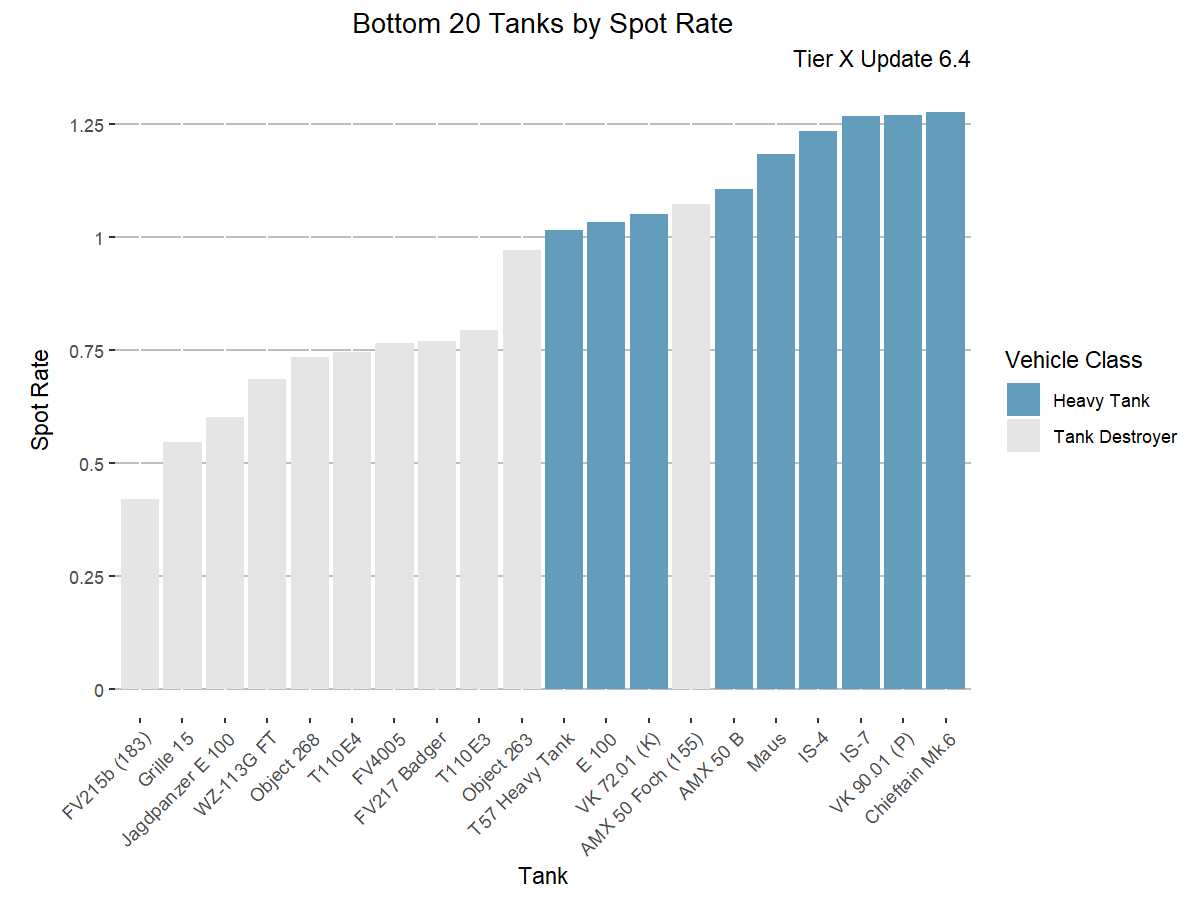 Bottom 20 Tanks by Spot Rate
Tier X Update 6.4
1.25
1
0.75
0.5
0.25
0
Spot Rate
FV215b (183)
Grille 15
Jagdpanzer E 100
WZ-113G FT
Object 268
T110E4
FV4005
FV217 Badger
T110E3
Object 263
T57 Heavy Tank
E 100
VK 72.01 (K)
AMX 50 Foch (155)
AMX 50 B
Maus
IS-4
IS-7
VK 90.01 (P)
Chieftain Mk.6
Tank
Vehicle Class
Heavy Tank
Tank Destroyer